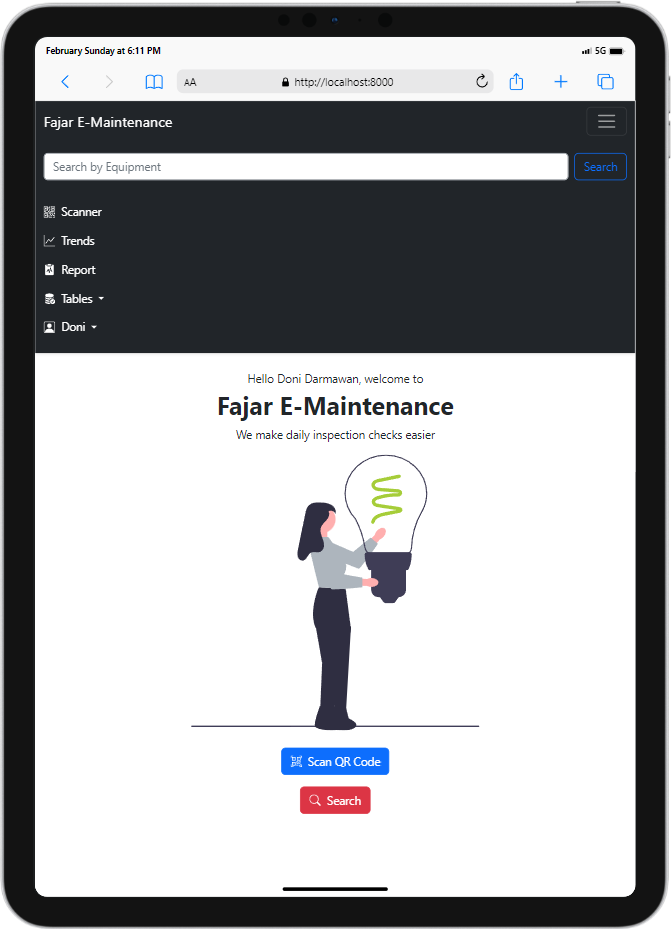 February Sunday at 6:11 PM
5G
AA
http://localhost:8000
Fajar E-Maintenance
Search by Equipment
Search
Scanner
Trends
Report
Tables
Doni
Hello Doni Darmawan, welcome to
Fajar E-Maintenance
We make daily inspection checks easier
Scan QR Code
Search